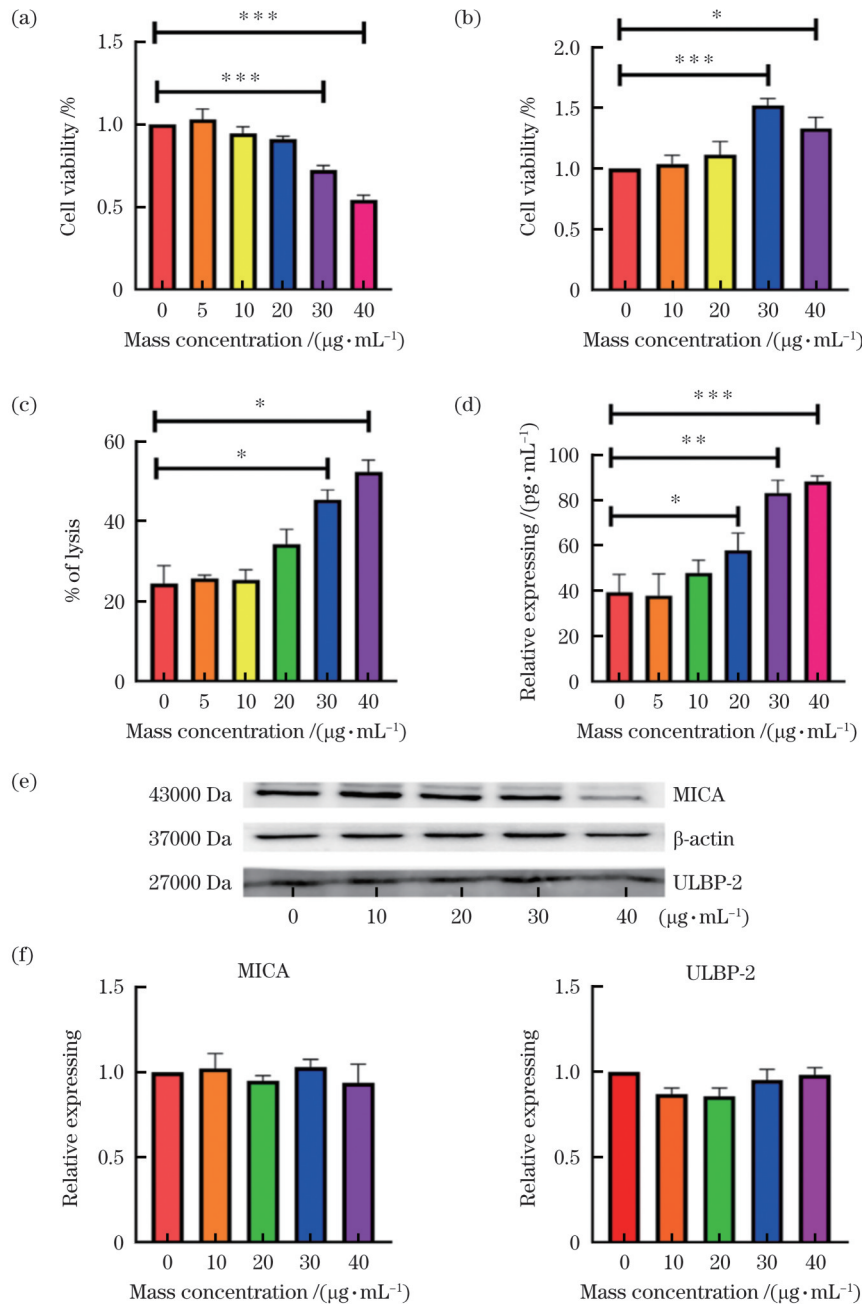 (a)
***
***
1.5
1.0
0.5
0
Cell viability /%
0 5 10 20 30 40
Mass concentration /(μg·mL⁻¹)
(b)
*
***
2.0
1.5
1.0
0.5
0
Cell viability /%
0 10 20 30 40
Mass concentration /(μg·mL⁻¹)
(c)
*
*
60
40
20
0
% of lysis
0 5 10 20 30 40
Mass concentration /(μg·mL⁻¹)
(d)
***
**
*
100
80
60
40
20
0
Relative expressing /(pg·mL⁻¹)
0 5 10 20 30 40
Mass concentration /(μg·mL⁻¹)
(e)
43000 Da MICA
37000 Da β-actin
27000 Da ULBP-2
0 10 20 30 40 (μg·mL⁻¹)
(f)
MICA
1.5
1.0
0.5
0
Relative expressing
0 10 20 30 40
Mass concentration /(μg·mL⁻¹)
ULBP-2
1.5
1.0
0.5
0
Relative expressing
0 10 20 30 40
Mass concentration /(μg·mL⁻¹)